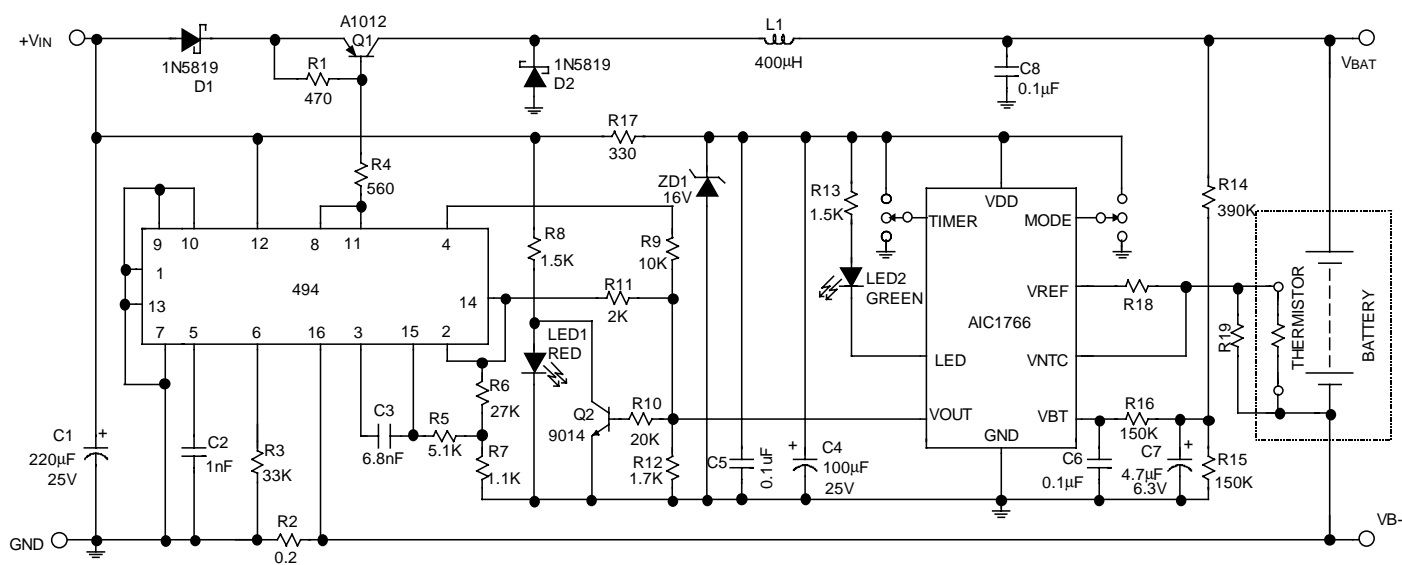 A1012
Q1
L1
+VIN
1N5819
D1
R1
470
1N5819
D2
400µH
C8
0.1µF
VBAT
R17
330
R4
560
ZD1
16V
R13
1.5K
TIMER
VDD
MODE
R14
390K
9 10 12 8 11 4
R8
1.5K
R9
10K
1
494
14
R11
2K
LED2
GREEN
VREF
R18
AIC1766
THERMISTOR
BATTERY
13
7 5 6 16 3 15 2
LED1
RED
LED
VNTC
R19
R6
27K
Q2
9014
R10
20K
VOUT
VBT
R16
150K
GND
C1
+
220µF
25V
C2
1nF
R3
33K
C3
6.8nF
R5
5.1K
R7
1.1K
R12
1.7K
C5
0.1uF
+
C4
100µF
25V
C6
0.1µF
C7
+
4.7µF
6.3V
R15
150K
GND
R2
0.2
VB-